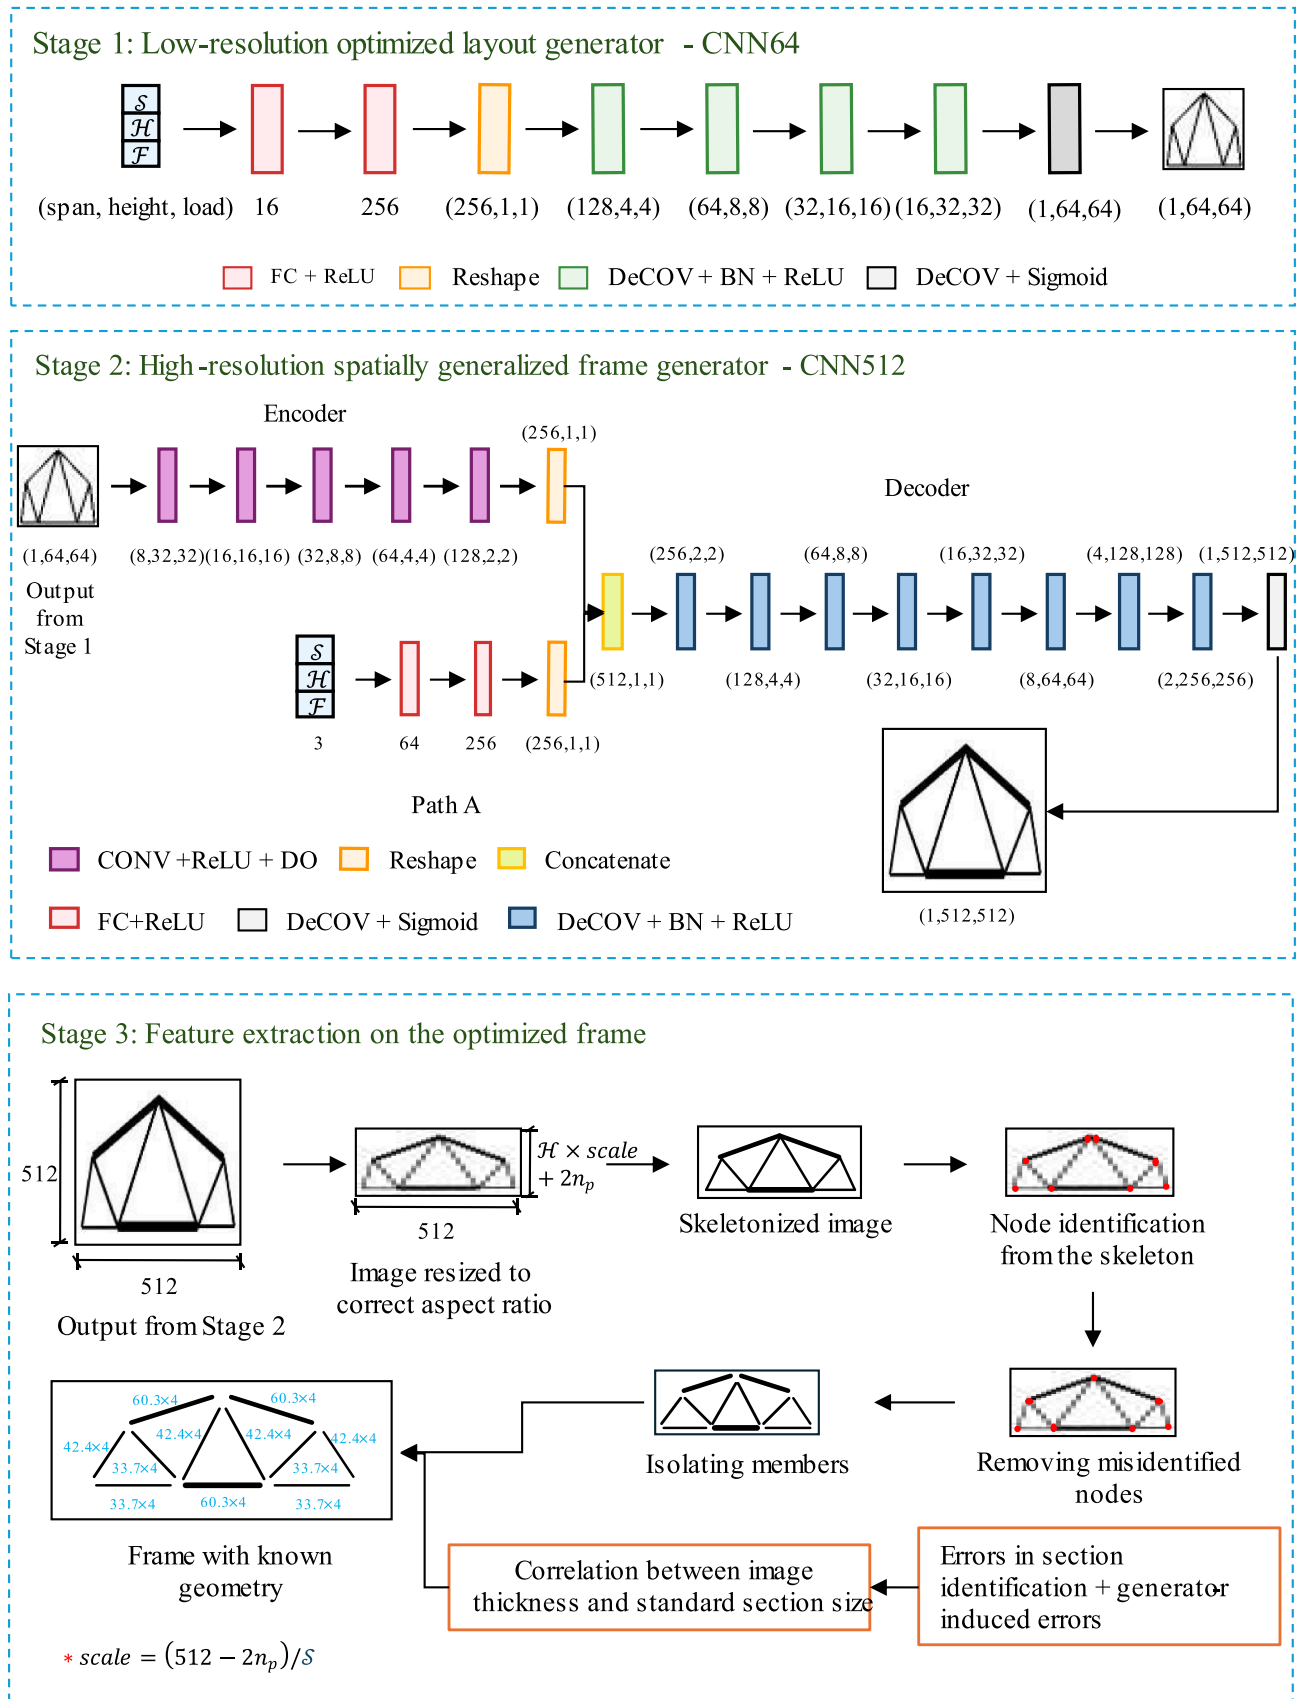 Stage 1: Low-resolution optimized layout generator - CNN64
𝒮
ℋ
ℱ
(span, height, load) 16 256 (256,1,1) (128,4,4) (64,8,8) (32,16,16) (16,32,32) (1,64,64) (1,64,64)
FC + ReLU Reshape DeCOV + BN + ReLU DeCOV + Sigmoid
Stage 2: High-resolution spatially generalized frame generator - CNN512
Encoder
(256,1,1)
Decoder
(1,64,64) (8,32,32) (16,16,16) (32,8,8) (64,4,4) (128,2,2)
(256,2,2) (64,8,8) (16,32,32) (4,128,128) (1,512,512)
Output
from
Stage 1
𝒮
ℋ
ℱ
(512,1,1) (128,4,4) (32,16,16) (8,64,64) (2,256,256)
3 64 256 (256,1,1)
Path A
CONV +ReLU + DO Reshape Concatenate
FC+ReLU DeCOV + Sigmoid DeCOV + BN + ReLU
(1,512,512)
Stage 3: Feature extraction on the optimized frame
512
512
Output from Stage 2
ℋ × scale
+ 2n_p
512
Image resized to
correct aspect ratio
Skeletonized image
Node identification
from the skeleton
Removing misidentified
nodes
Isolating members
60.3×4 60.3×4
42.4×4 42.4×4 42.4×4 42.4×4
33.7×4 33.7×4
33.7×4 60.3×4 33.7×4
Frame with known
geometry
Correlation between image
thickness and standard section size
Errors in section
identification + generator
induced errors
* scale = (512 − 2n_p)/𝒮